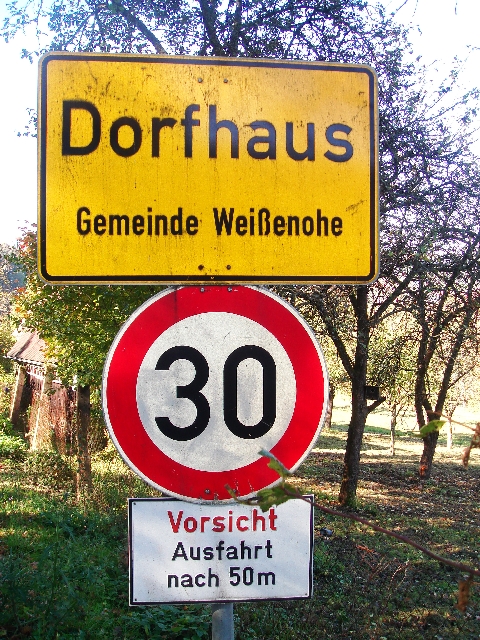 Dorfhaus
Gemeinde Weißenohe
30
Vorsicht
Ausfahrt
nach 50m